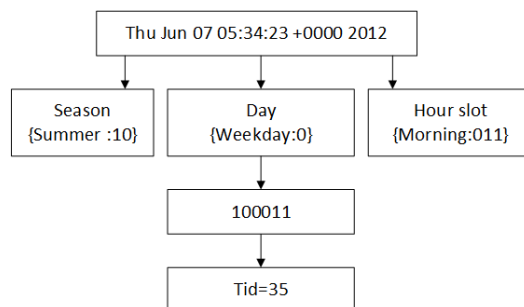 Thu Jun 07 05:34:23 +0000 2012
Season
{Summer :10}
Day
{Weekday:0}
Hour slot
{Morning:011}
100011
Tid=35